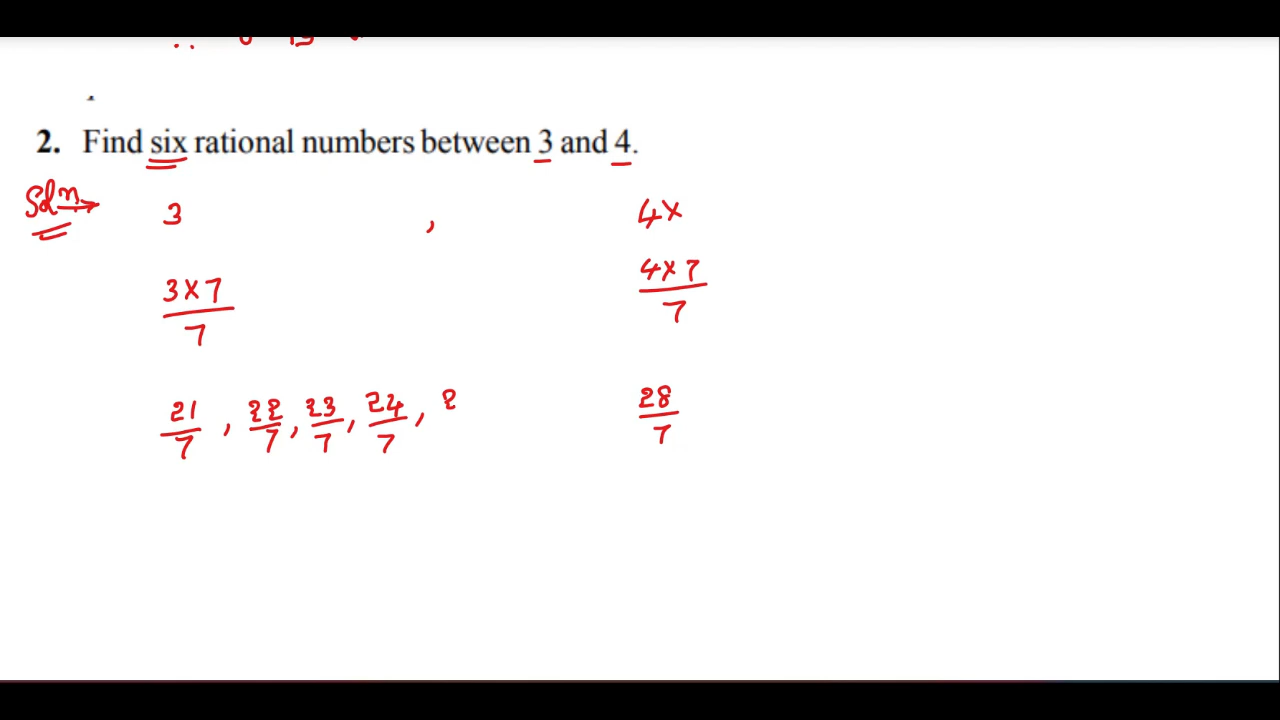 2. Find six rational numbers between 3 and 4.
Soln→ 3 , 4×
3×7/7 4×7/7
21/7 , 22/7, 23/7, 24/7, 2 28/7